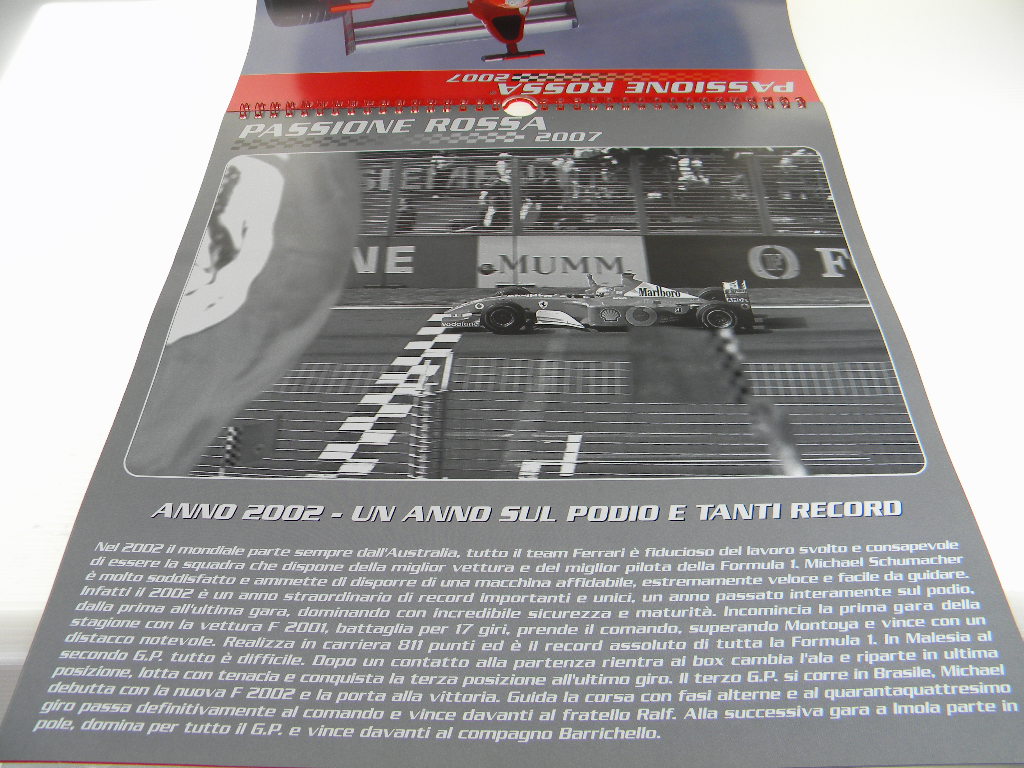 PASSIONE ROSSA
2007
PASSIONE ROSSA
2007
NE
MUMM
O F
Marlboro
vodafone
ANNO 2002 - UN ANNO SUL PODIO E TANTI RECORD
Nel 2002 il mondiale parte sempre dall'Australia, tutto il team Ferrari è fiducioso del lavoro svolto e consapevole
di essere la squadra che dispone della miglior vettura e del miglior pilota della Formula 1. Michael Schumacher
è molto soddisfatto e ammette di disporre di una macchina affidabile, estremamente veloce e facile da guidare.
Infatti il 2002 è un anno straordinario di record importanti e unici, un anno passato interamente sul podio,
dalla prima all'ultima gara, dominando con incredibile sicurezza e maturità. Incomincia la prima gara della
stagione con la vettura F 2001, battaglia per 17 giri, prende il comando, superando Montoya e vince con un
distacco notevole. Realizza in carriera 811 punti ed è il record assoluto di tutta la Formula 1. In Malesia al
secondo G.P. tutto è difficile. Dopo un contatto alla partenza rientra ai box cambia l'ala e riparte in ultima
posizione, lotta con tenacia e conquista la terza posizione all'ultimo giro. Il terzo G.P. si corre in Brasile, Michael
debutta con la nuova F 2002 e la porta alla vittoria. Guida la corsa con fasi alterne e al quarantaquattresimo
giro passa definitivamente al comando e vince davanti al fratello Ralf. Alla successiva gara a Imola parte in
pole, domina per tutto il G.P. e vince davanti al compagno Barrichello.